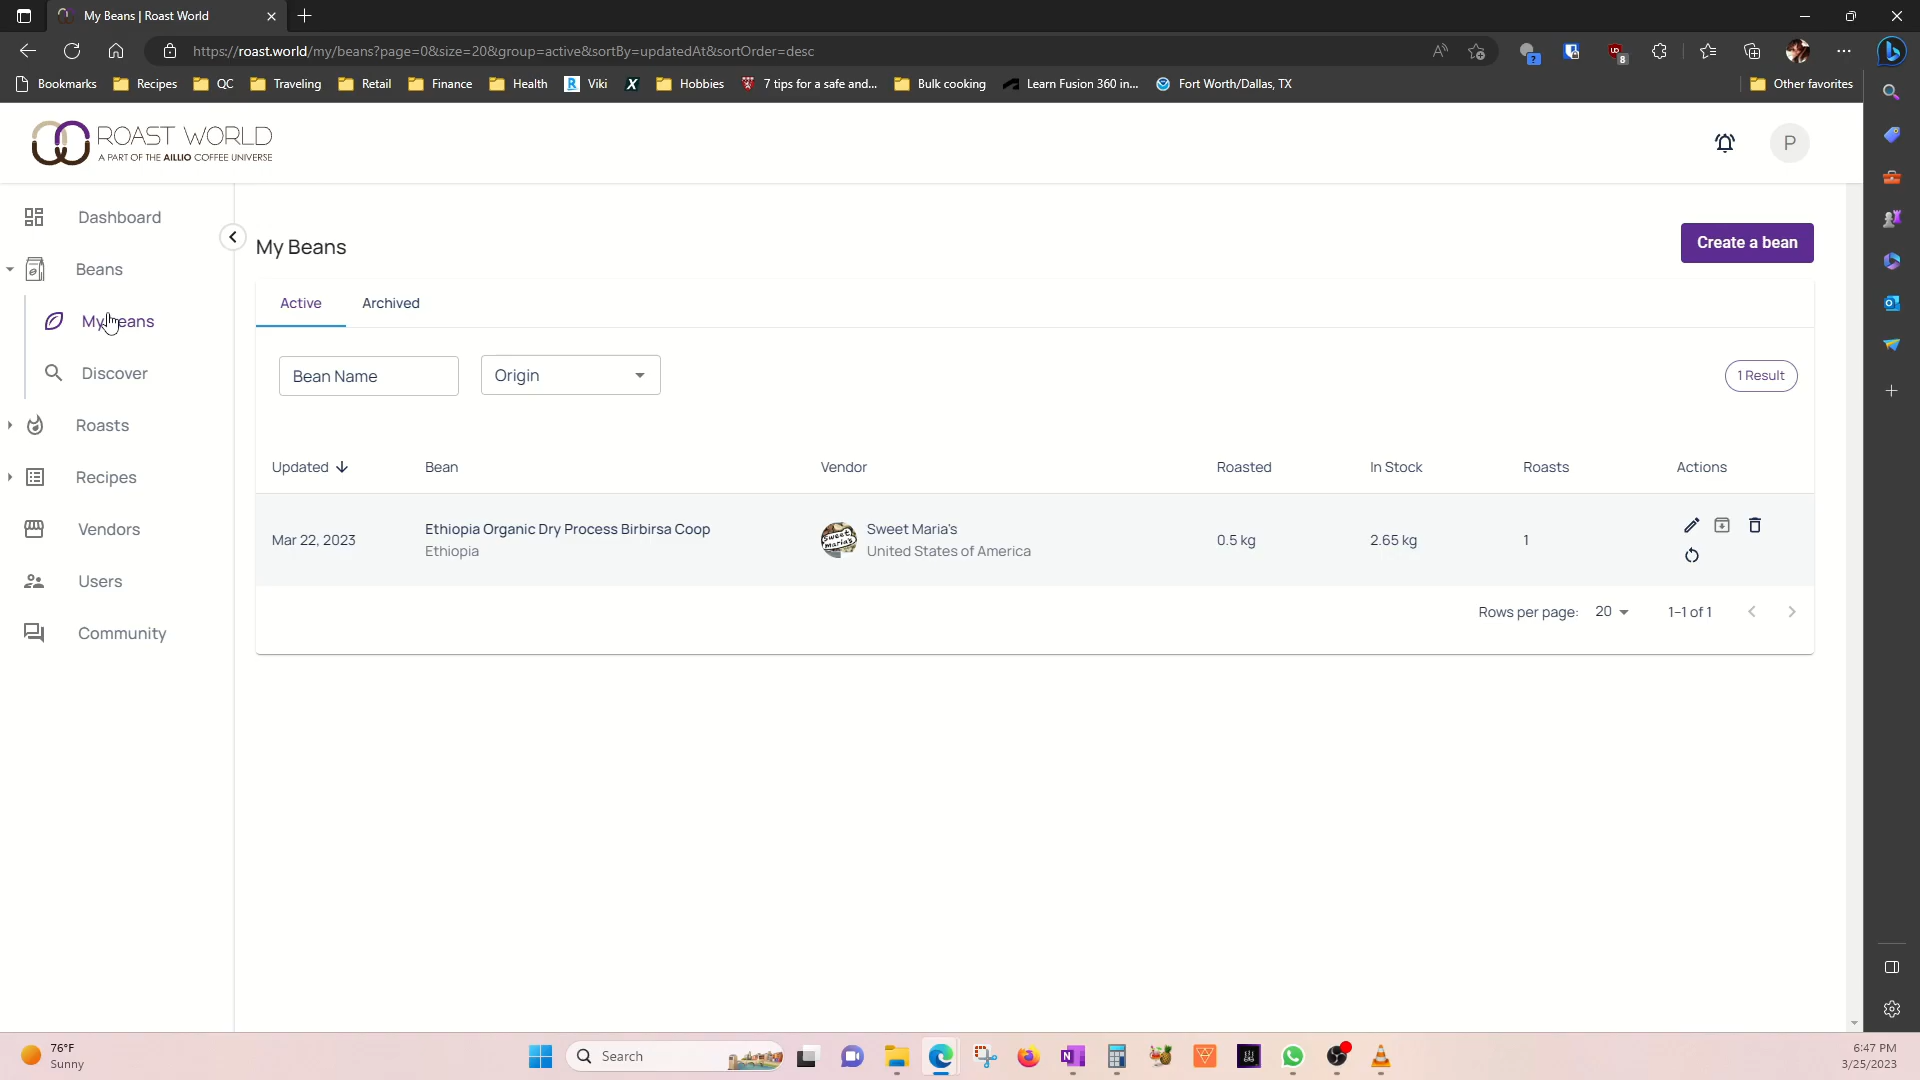 My Beans | Roast World
https://roast.world/my/beans?page=0&size=20&group=active&sortBy=updatedAt&sortOrder=desc
Bookmarks Recipes QC Traveling Retail Finance Health Viki Hobbies 7 tips for a safe and... Bulk cooking Learn Fusion 360 in... Fort Worth/Dallas, TX Other favorites
ROAST WORLD
A PART OF THE AILLIO COFFEE UNIVERSE
P
Dashboard
Beans
My Beans
Discover
Roasts
Recipes
Vendors
Users
Community
My Beans
Create a bean
Active Archived
Bean Name Origin 1 Result
Updated Bean Vendor Roasted In Stock Roasts Actions
Mar 22, 2023 Ethiopia Organic Dry Process Birbirsa Coop Sweet Maria's 0.5 kg 2.65 kg 1
Ethiopia United States of America
Rows per page: 20 1-1 of 1
76°F
Sunny
Search
6:47 PM
3/25/2023